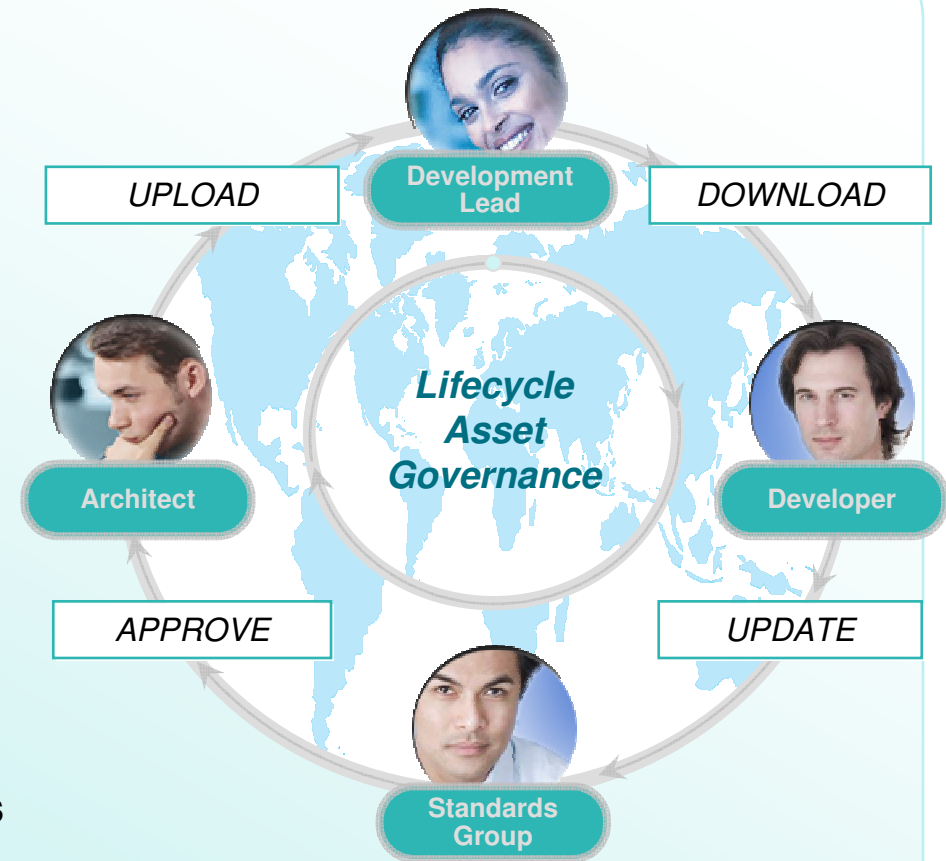 Development
Lead
UPLOAD
DOWNLOAD
Lifecycle
Asset
Governance
Architect
Developer
APPROVE
UPDATE
Standards
Group
s